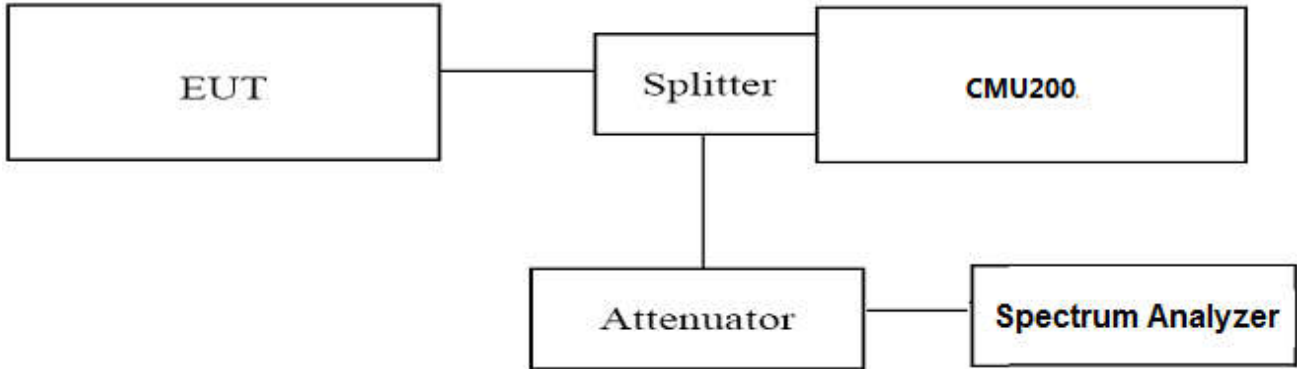 EUT
Splitter
CMU200
Attenuator
Spectrum Analyzer